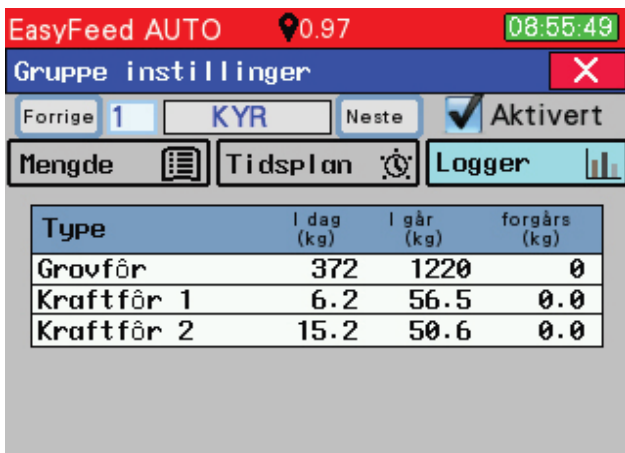 EasyFeed AUTO 0.97 08:55:49
Gruppe instillinger X
Forrige 1 KYR Neste Aktivert
Mengde Tidsplan Logger
Type I dag (kg) I går (kg) forgårs (kg)
Grovfôr 372 1220 0
Kraftfôr 1 6.2 56.5 0.0
Kraftfôr 2 15.2 50.6 0.0